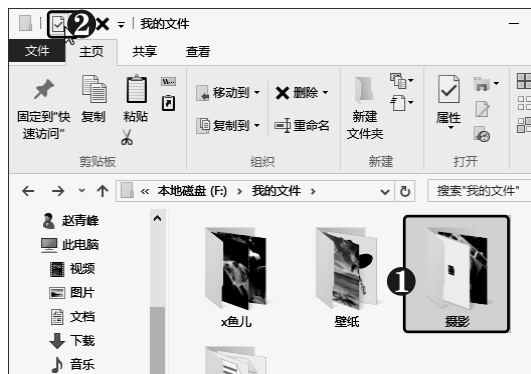 ❷
我的文件
文件 主页 共享 查看
固定到"快速访问"
复制
粘贴
移动到
复制到
删除
重命名
新建
文件夹
属性
剪贴板 组织 新建 打开
« 本地磁盘 (F:) › 我的文件 ›
搜索"我的文件"
赵青峰
此电脑
视频
图片
文档
下载
音乐
❶
x鱼儿 壁纸 摄影